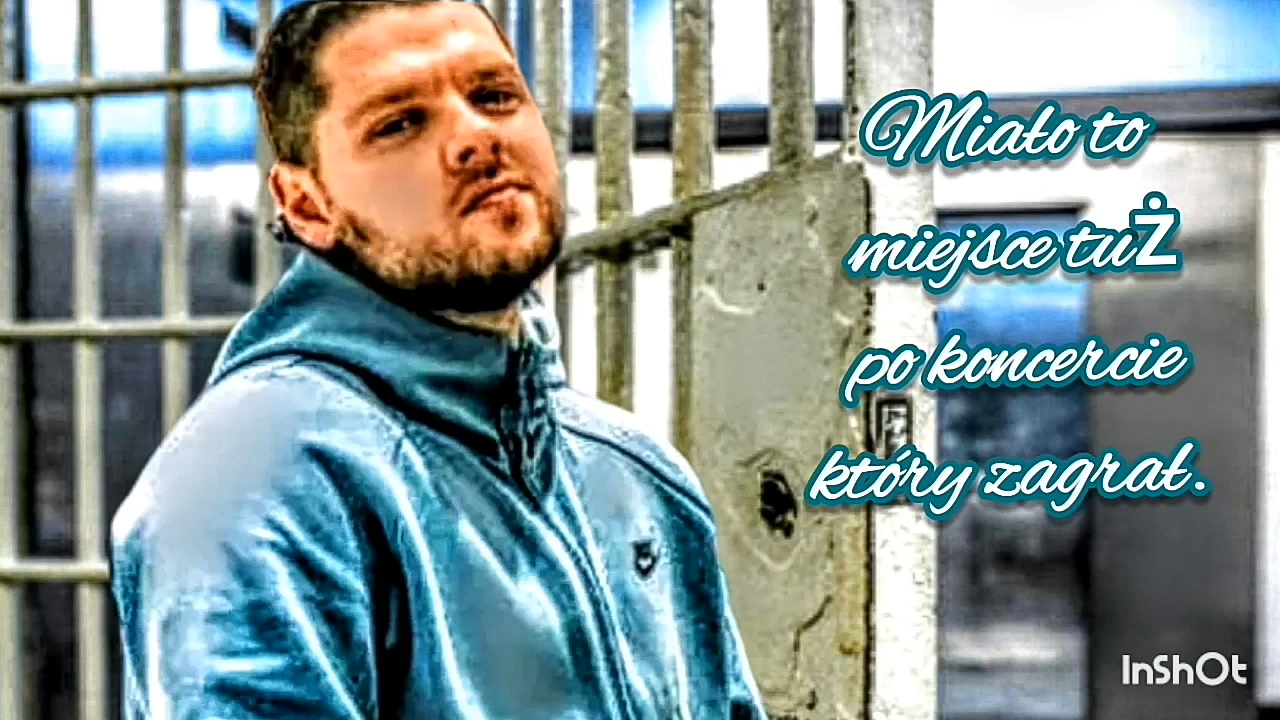 Miało to
miejsce tuŻ
po koncercie
który zagrał.
InShOt